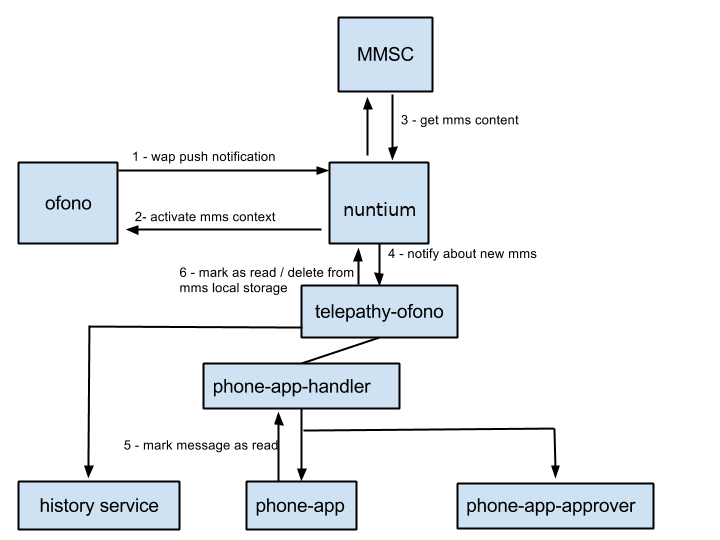 MMSC
3 - get mms content
1 - wap push notification
ofono
nuntium
2- activate mms context
4 - notify about new mms
6 - mark as read / delete from
mms local storage
telepathy-ofono
phone-app-handler
5 - mark message as read
history service
phone-app
phone-app-approver